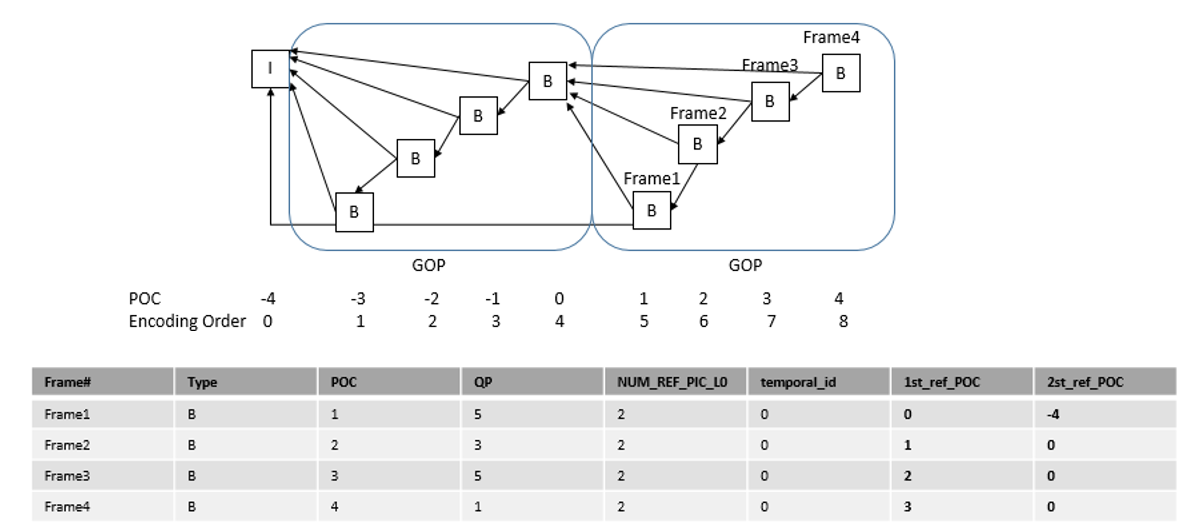 Frame4
I
Frame3
B
B
B
Frame2
B
B
B
Frame1
B
B
GOP GOP
POC -4 -3 -2 -1 0 1 2 3 4
Encoding Order 0 1 2 3 4 5 6 7 8
Frame# Type POC QP NUM_REF_PIC_L0 temporal_id 1st_ref_POC 2st_ref_POC
Frame1 B 1 5 2 0 0 -4
Frame2 B 2 3 2 0 1 0
Frame3 B 3 5 2 0 2 0
Frame4 B 4 1 2 0 3 0